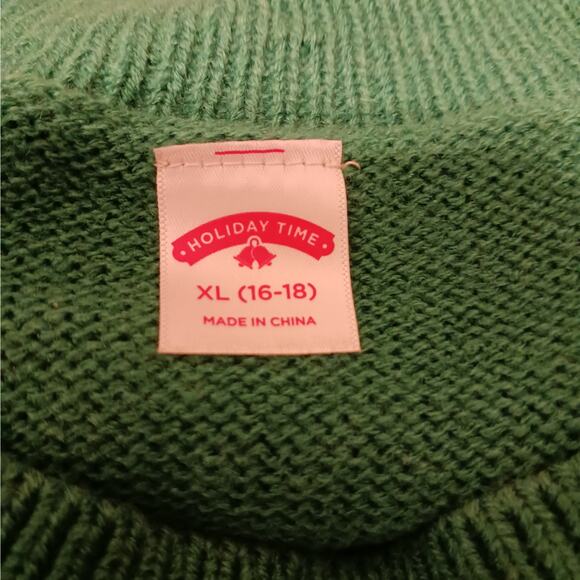 HOLIDAY TIME
XL (16-18)
MADE IN CHINA